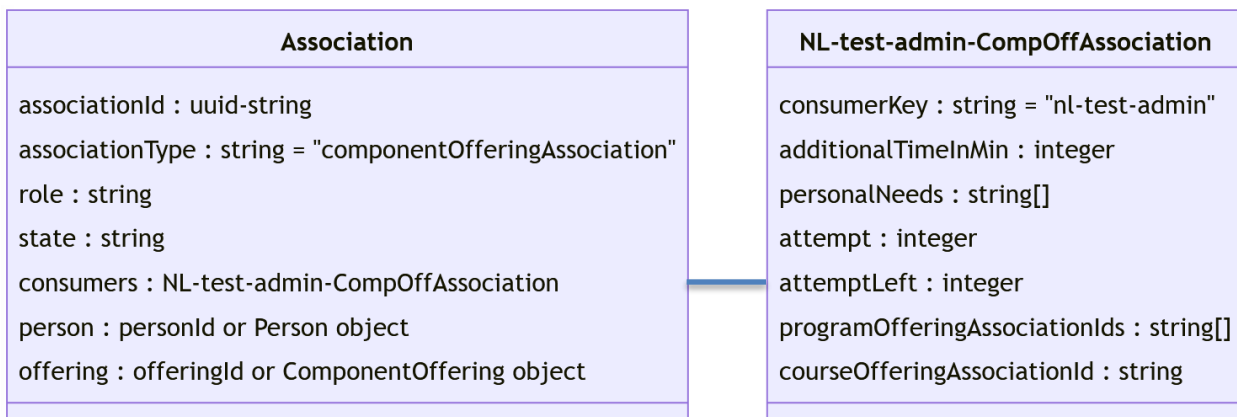 Association
associationId : uuid-string
associationType : string = "componentOfferingAssociation"
role : string
state : string
consumers : NL-test-admin-CompOffAssociation
person : personId or Person object
offering : offeringId or ComponentOffering object
NL-test-admin-CompOffAssociation
consumerKey : string = "nl-test-admin"
additionalTimeInMin : integer
personalNeeds : string[]
attempt : integer
attemptLeft : integer
programOfferingAssociationIds : string[]
courseOfferingAssociationId : string